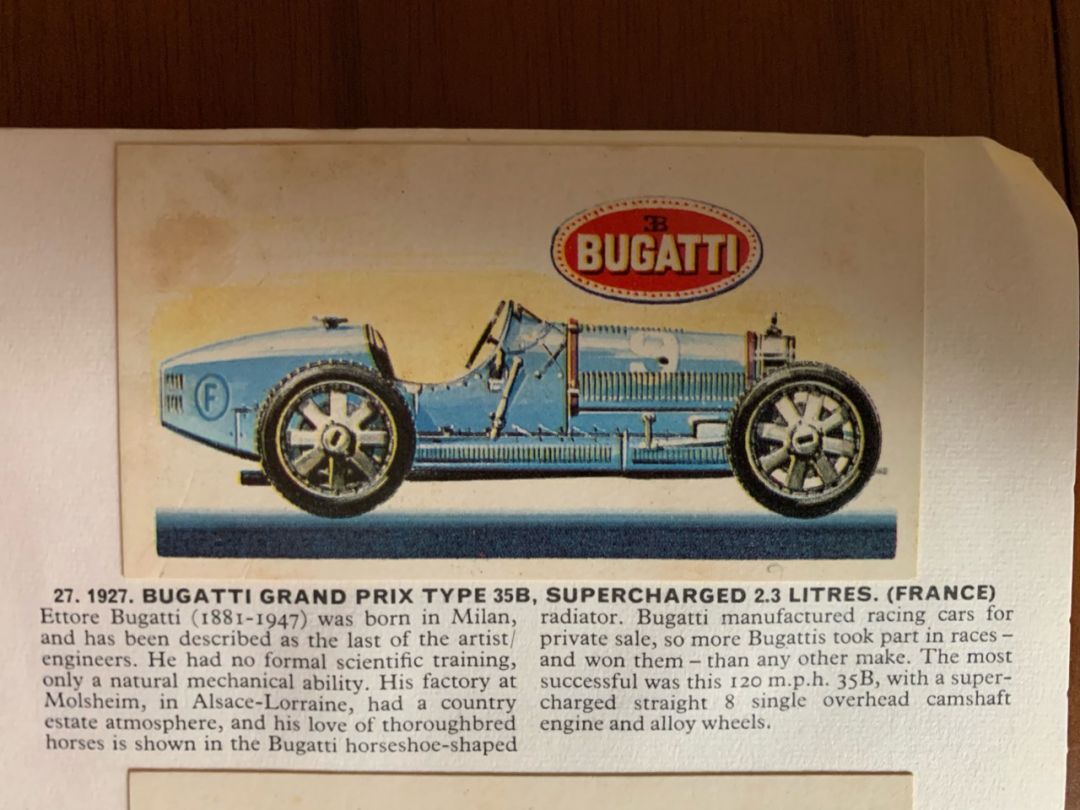 EB
BUGATTI
9
F
27. 1927. BUGATTI GRAND PRIX TYPE 35B, SUPERCHARGED 2.3 LITRES. (FRANCE)
Ettore Bugatti (1881-1947) was born in Milan,
and has been described as the last of the artist/
engineers. He had no formal scientific training,
only a natural mechanical ability. His factory at
Molsheim, in Alsace-Lorraine, had a country
estate atmosphere, and his love of thoroughbred
horses is shown in the Bugatti horseshoe-shaped
radiator. Bugatti manufactured racing cars for
private sale, so more Bugattis took part in races –
and won them – than any other make. The most
successful was this 120 m.p.h. 35B, with a super-
charged straight 8 single overhead camshaft
engine and alloy wheels.